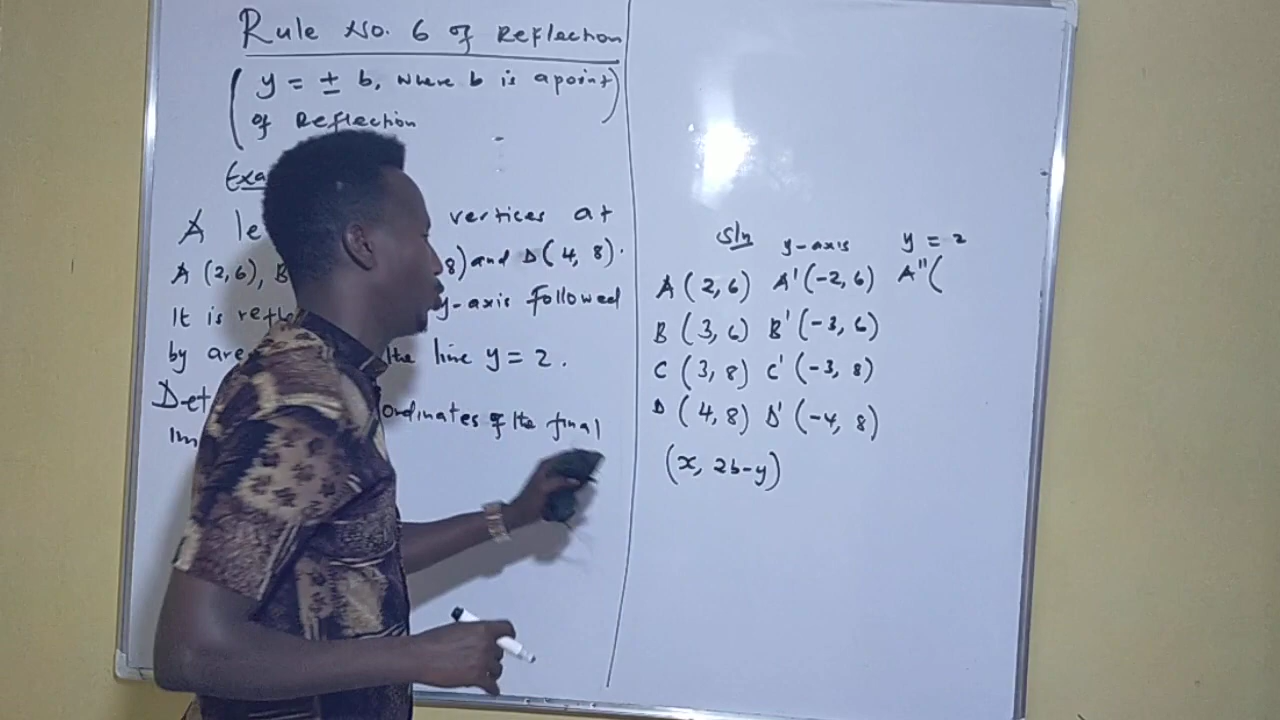 Rule No. 6 of Reflection
(y = ± b, where b is a point)
of Reflection
Exa
A le vertices at
A (2,6), B 8) and D(4, 8).
It is refle y-axis followed
by are the line y = 2.
Det ordinates of the final
Im
Sln y-axis y = 2
A (2, 6) A'(-2, 6) A"(
B (3, 6) B' (-3, 6)
C (3, 8) C' (-3, 8)
D (4, 8) D' (-4, 8)
(x, 2b-y)